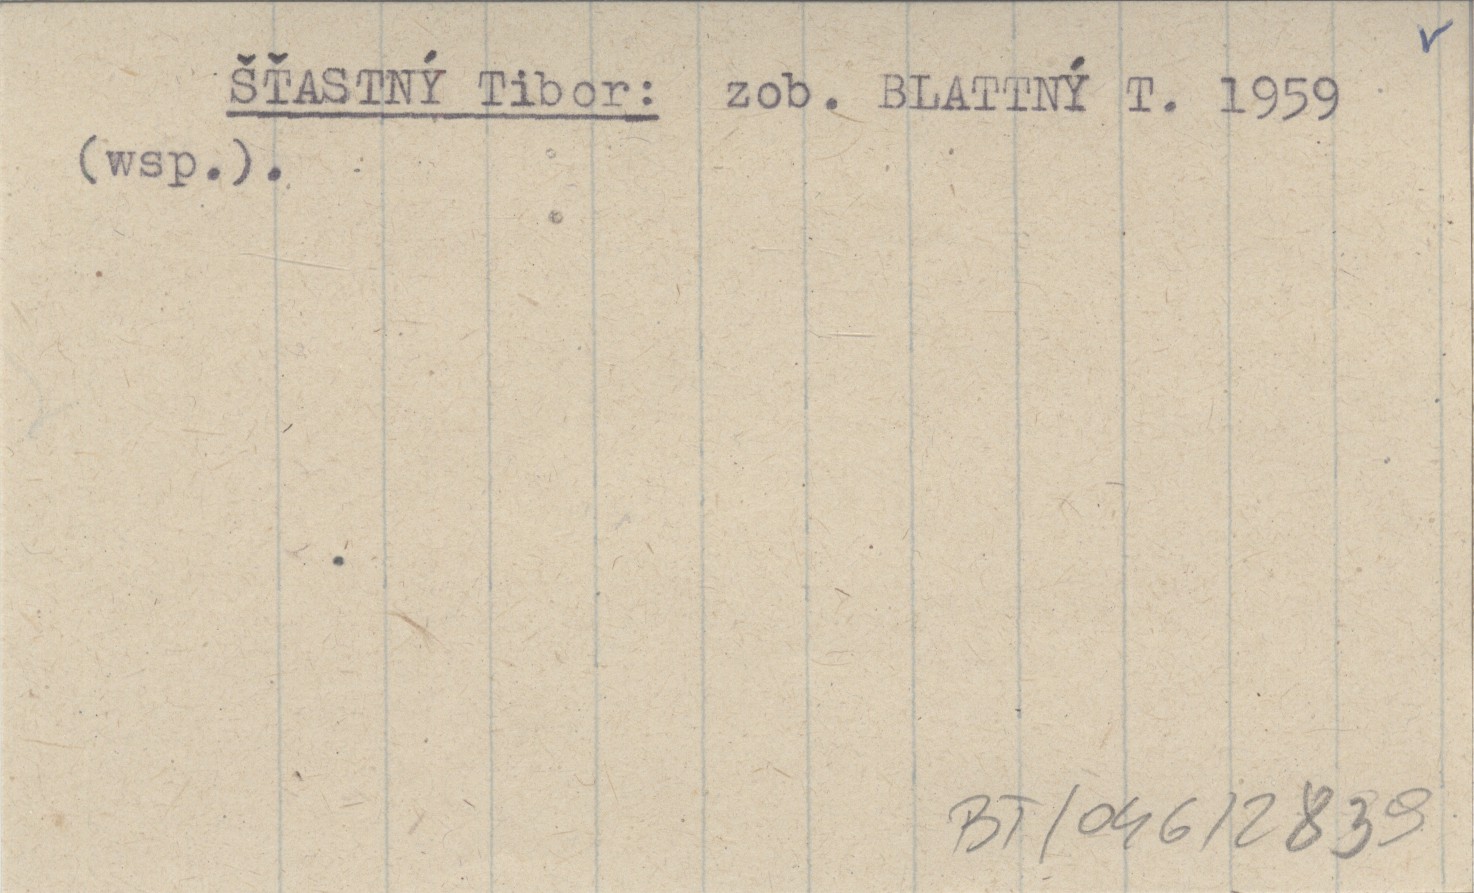 ŠŤASTNÝ Tibor: zob. BLATTNÝ T. 1959
(wsp.).
BT/046/2839